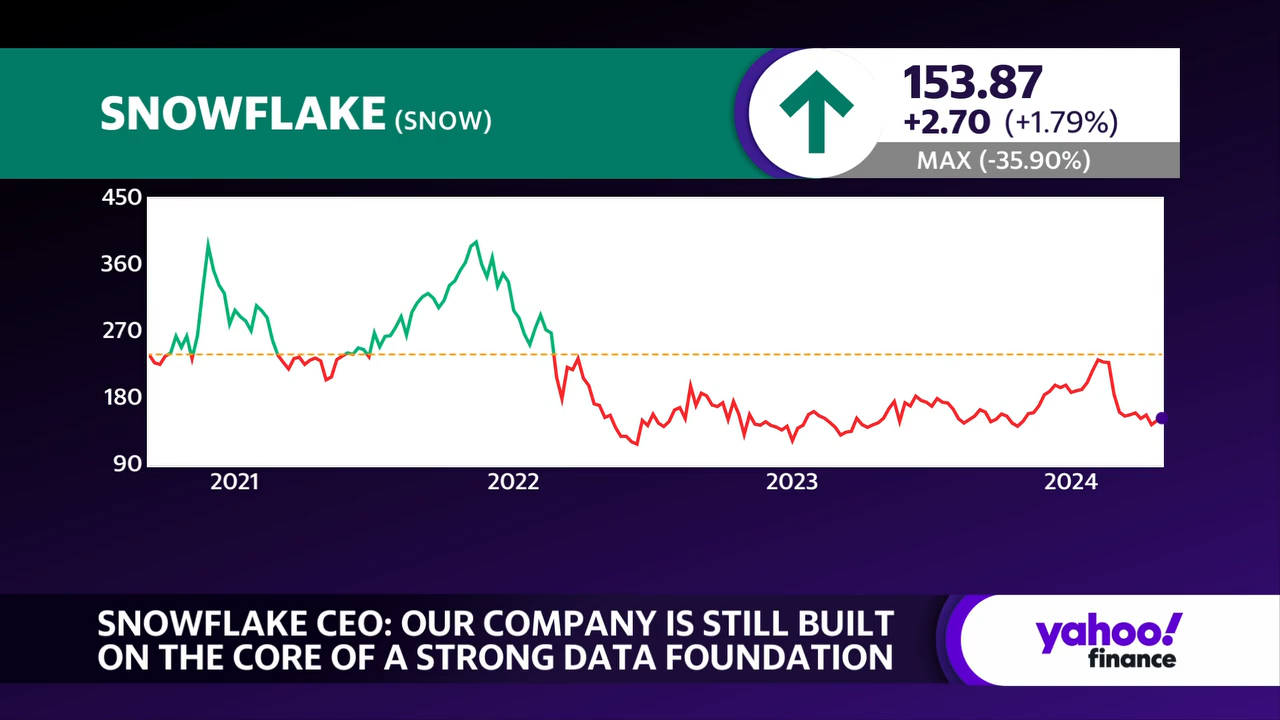 SNOWFLAKE (SNOW)
153.87
+2.70 (+1.79%)
MAX (-35.90%)
450
360
270
180
90
2021 2022 2023 2024
SNOWFLAKE CEO: OUR COMPANY IS STILL BUILT
ON THE CORE OF A STRONG DATA FOUNDATION
yahoo!
finance